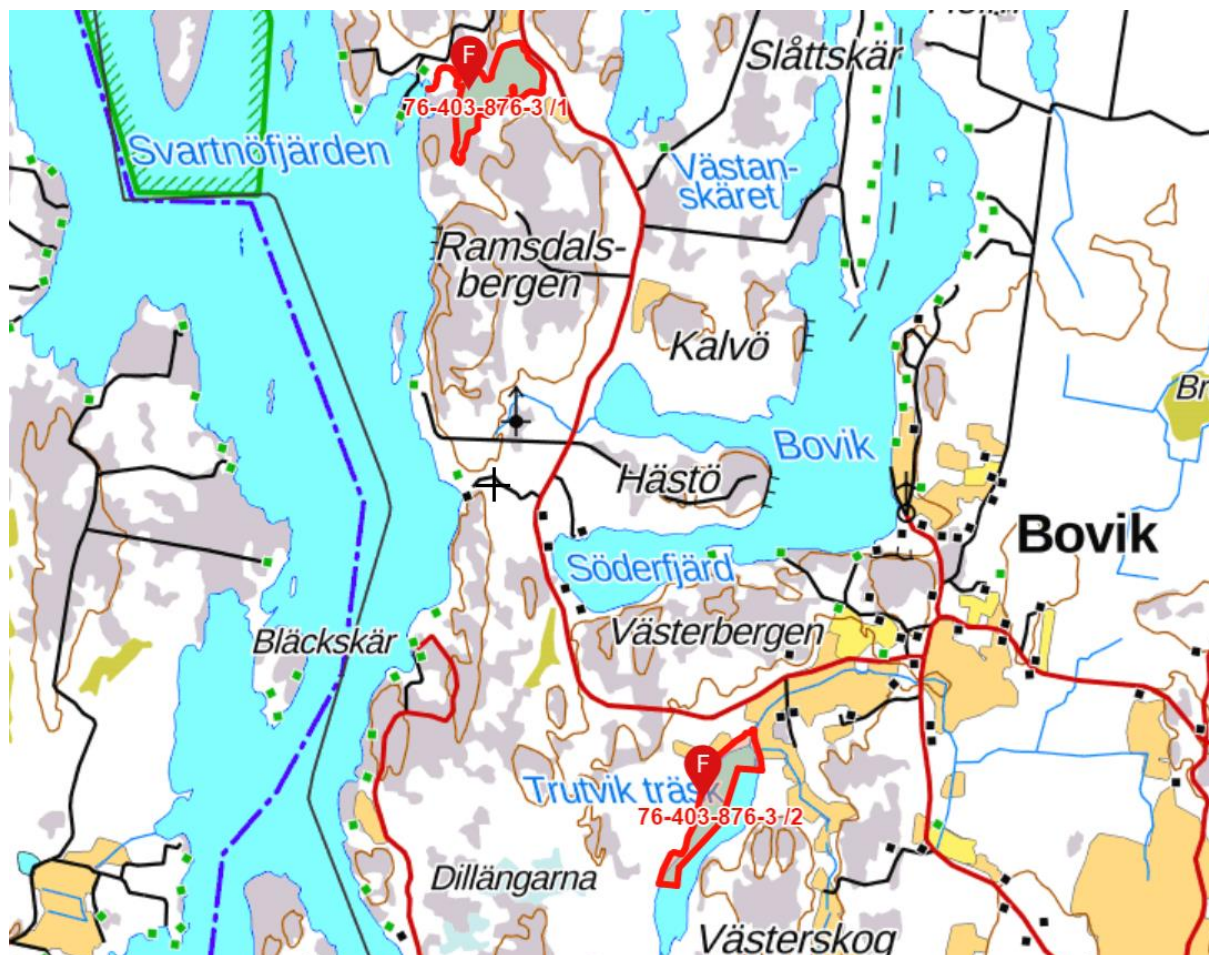 Slåttskär
F
76-403-876-3 /1
Svartnöfjärden
Västan-
skäret
Ramsdals-
bergen
Kalvö
Br
Bovik
Hästö
Bovik
Söderfjärd
Västerbergen
Bläckskär
F
Trutvik träsk
76-403-876-3 /2
Dillängarna
Västerskog